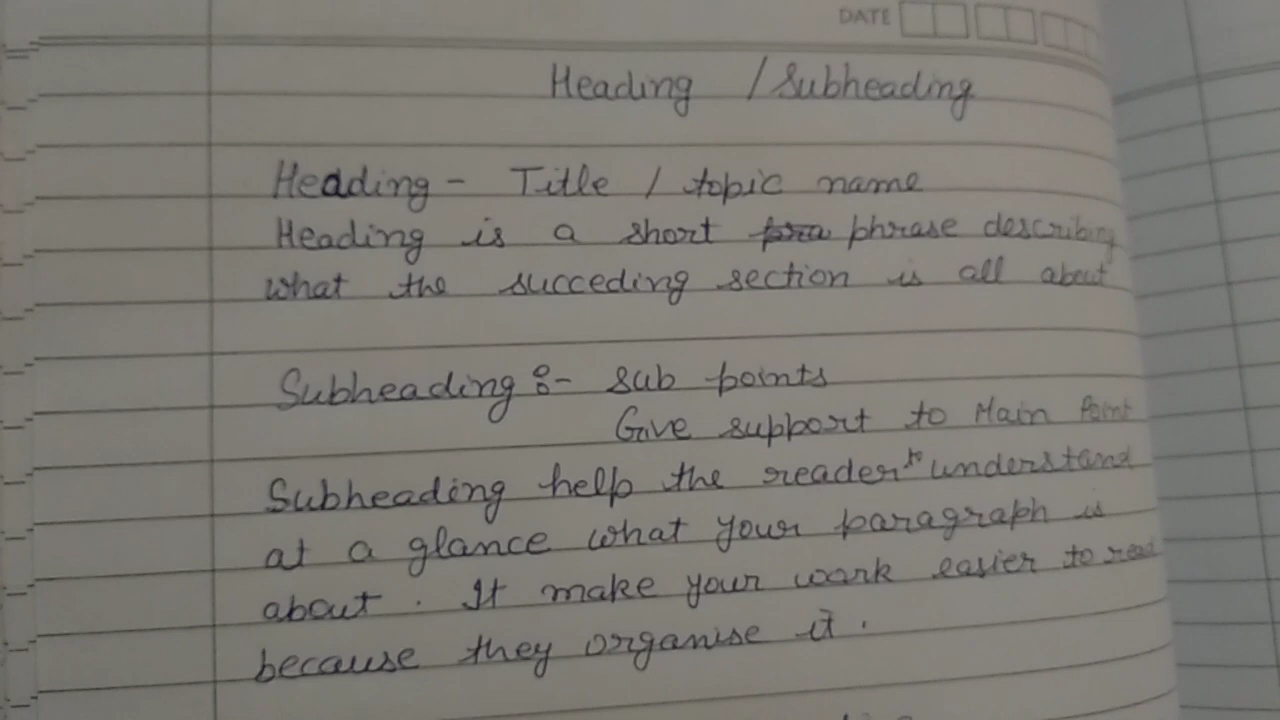 DATE
Heading / Subheading
Heading - Title / topic name
Heading is a short phrase describing
what the succeding section is all about
Subheading :- sub points
Give support to Main Point
Subheading help the reader to understand
at a glance what your paragraph is
about. It make your work easier to read
because they organise it.